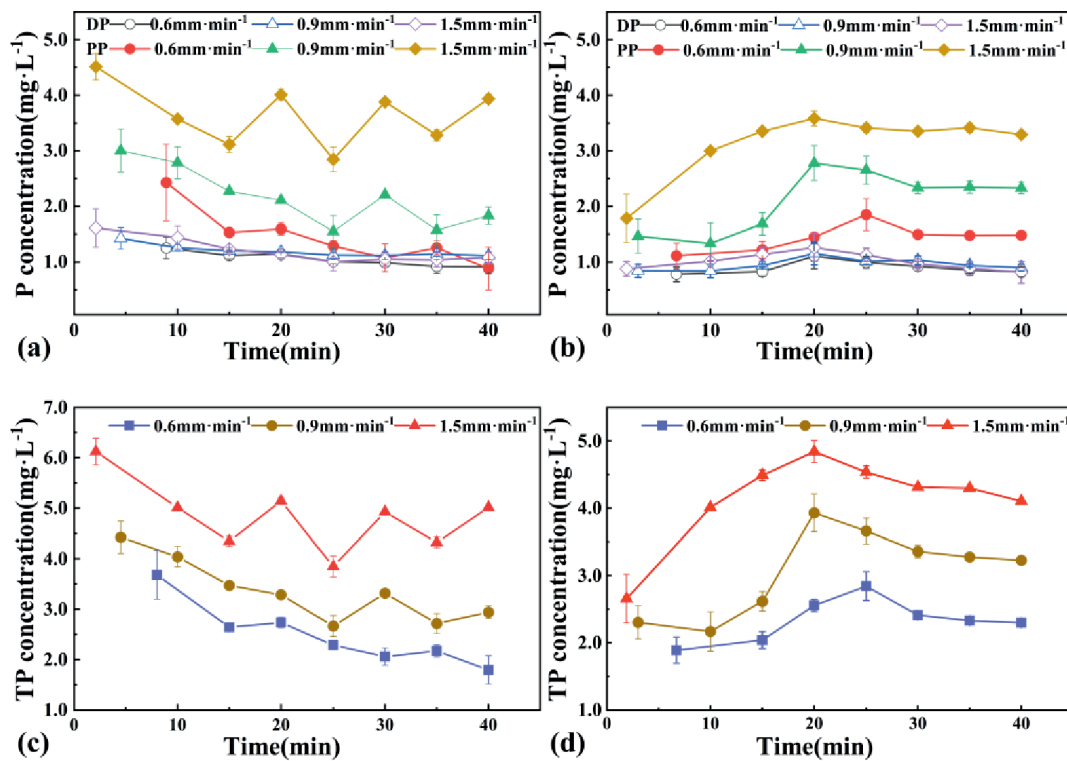 DP 0.6mm·min⁻¹ 0.9mm·min⁻¹ 1.5mm·min⁻¹
PP 0.6mm·min⁻¹ 0.9mm·min⁻¹ 1.5mm·min⁻¹
P concentration(mg·L⁻¹)
5.0
4.0
3.0
2.0
1.0
0 10 20 30 40
Time(min)
(a)
DP 0.6mm·min⁻¹ 0.9mm·min⁻¹ 1.5mm·min⁻¹
PP 0.6mm·min⁻¹ 0.9mm·min⁻¹ 1.5mm·min⁻¹
P concentration(mg·L⁻¹)
5.0
4.0
3.0
2.0
1.0
0 10 20 30 40
Time(min)
(b)
0.6mm·min⁻¹ 0.9mm·min⁻¹ 1.5mm·min⁻¹
TP concentration(mg·L⁻¹)
7.0
6.0
5.0
4.0
3.0
2.0
1.0
0 10 20 30 40
Time(min)
(c)
0.6mm·min⁻¹ 0.9mm·min⁻¹ 1.5mm·min⁻¹
TP concentration(mg·L⁻¹)
5.0
4.0
3.0
2.0
1.0
0 10 20 30 40
Time(min)
(d)